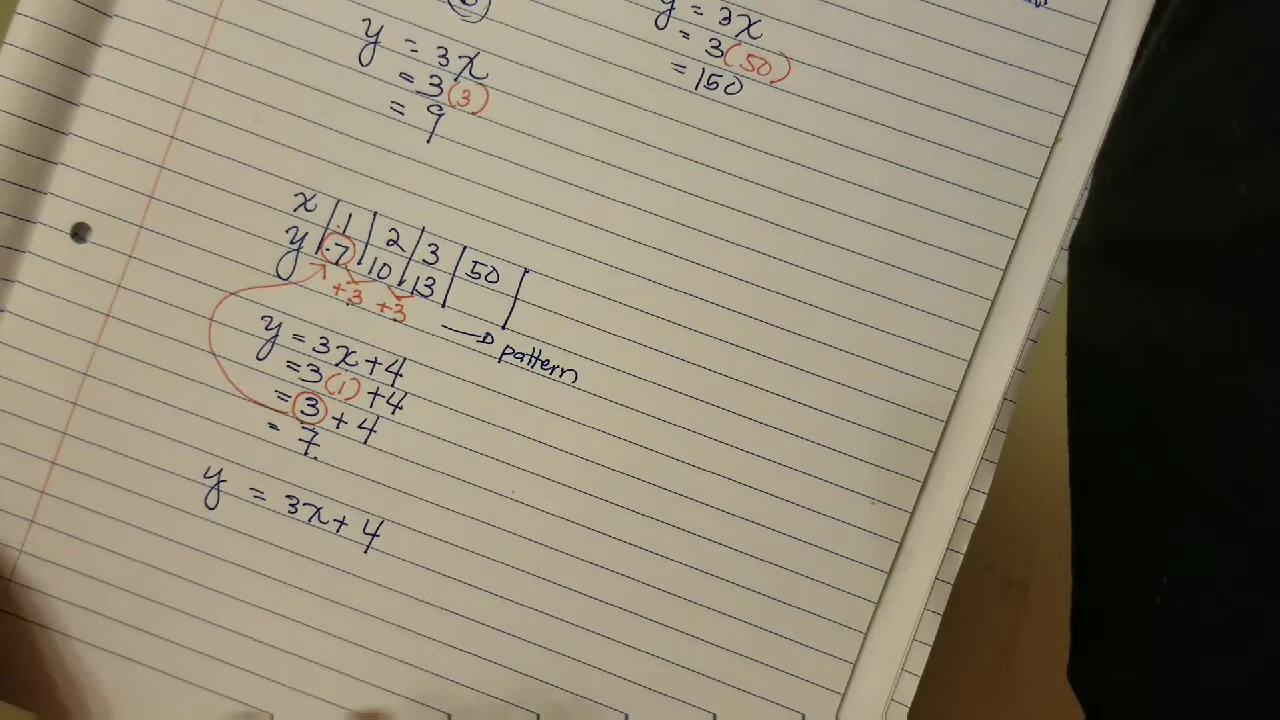 y = 3x
= 3(3)
= 9
y = 3x
= 3(50)
= 150
x 1 2 3 50
y 7 10 13
+3 +3
pattern
y = 3x + 4
= 3(1) + 4
= 3 + 4
= 7
y = 3x + 4